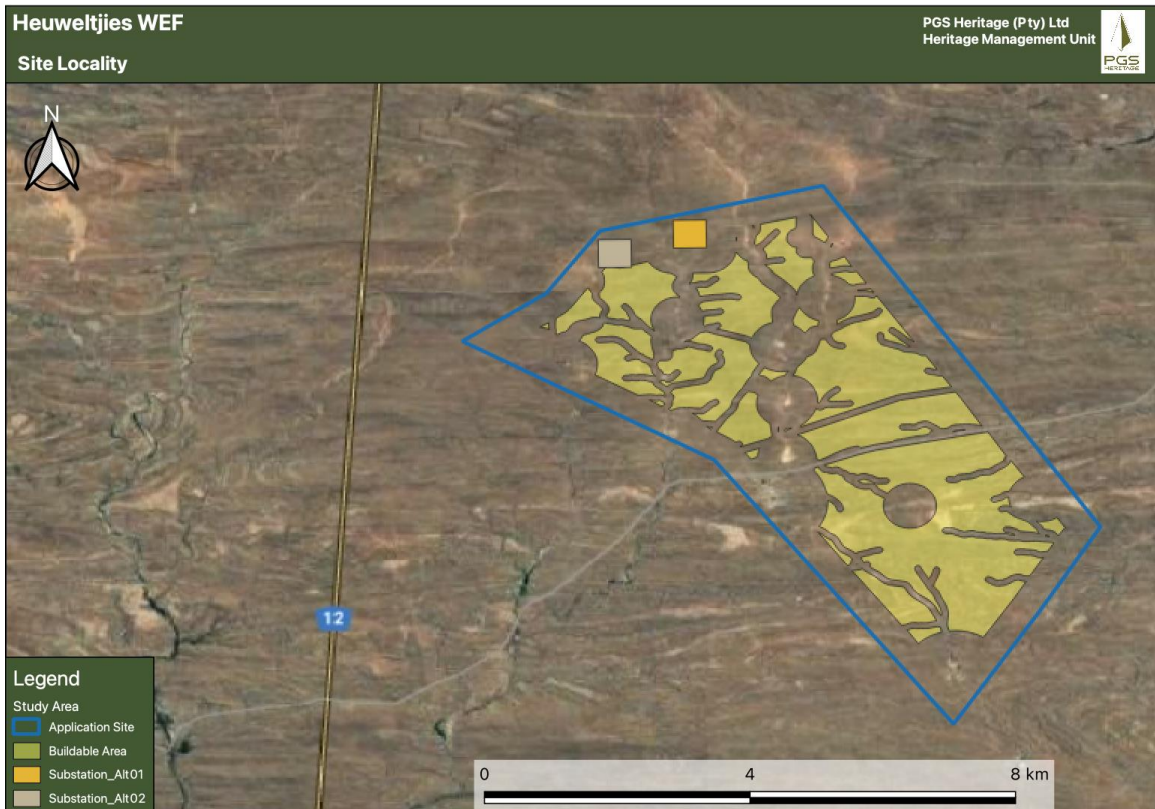 Heuweltjies WEF
Site Locality
PGS Heritage (Pty) Ltd
Heritage Management Unit
PGS
HERITAGE
N
12
Legend
Study Area
Application Site
Buildable Area
Substation_Alt01
Substation_Alt02
0 4 8 km